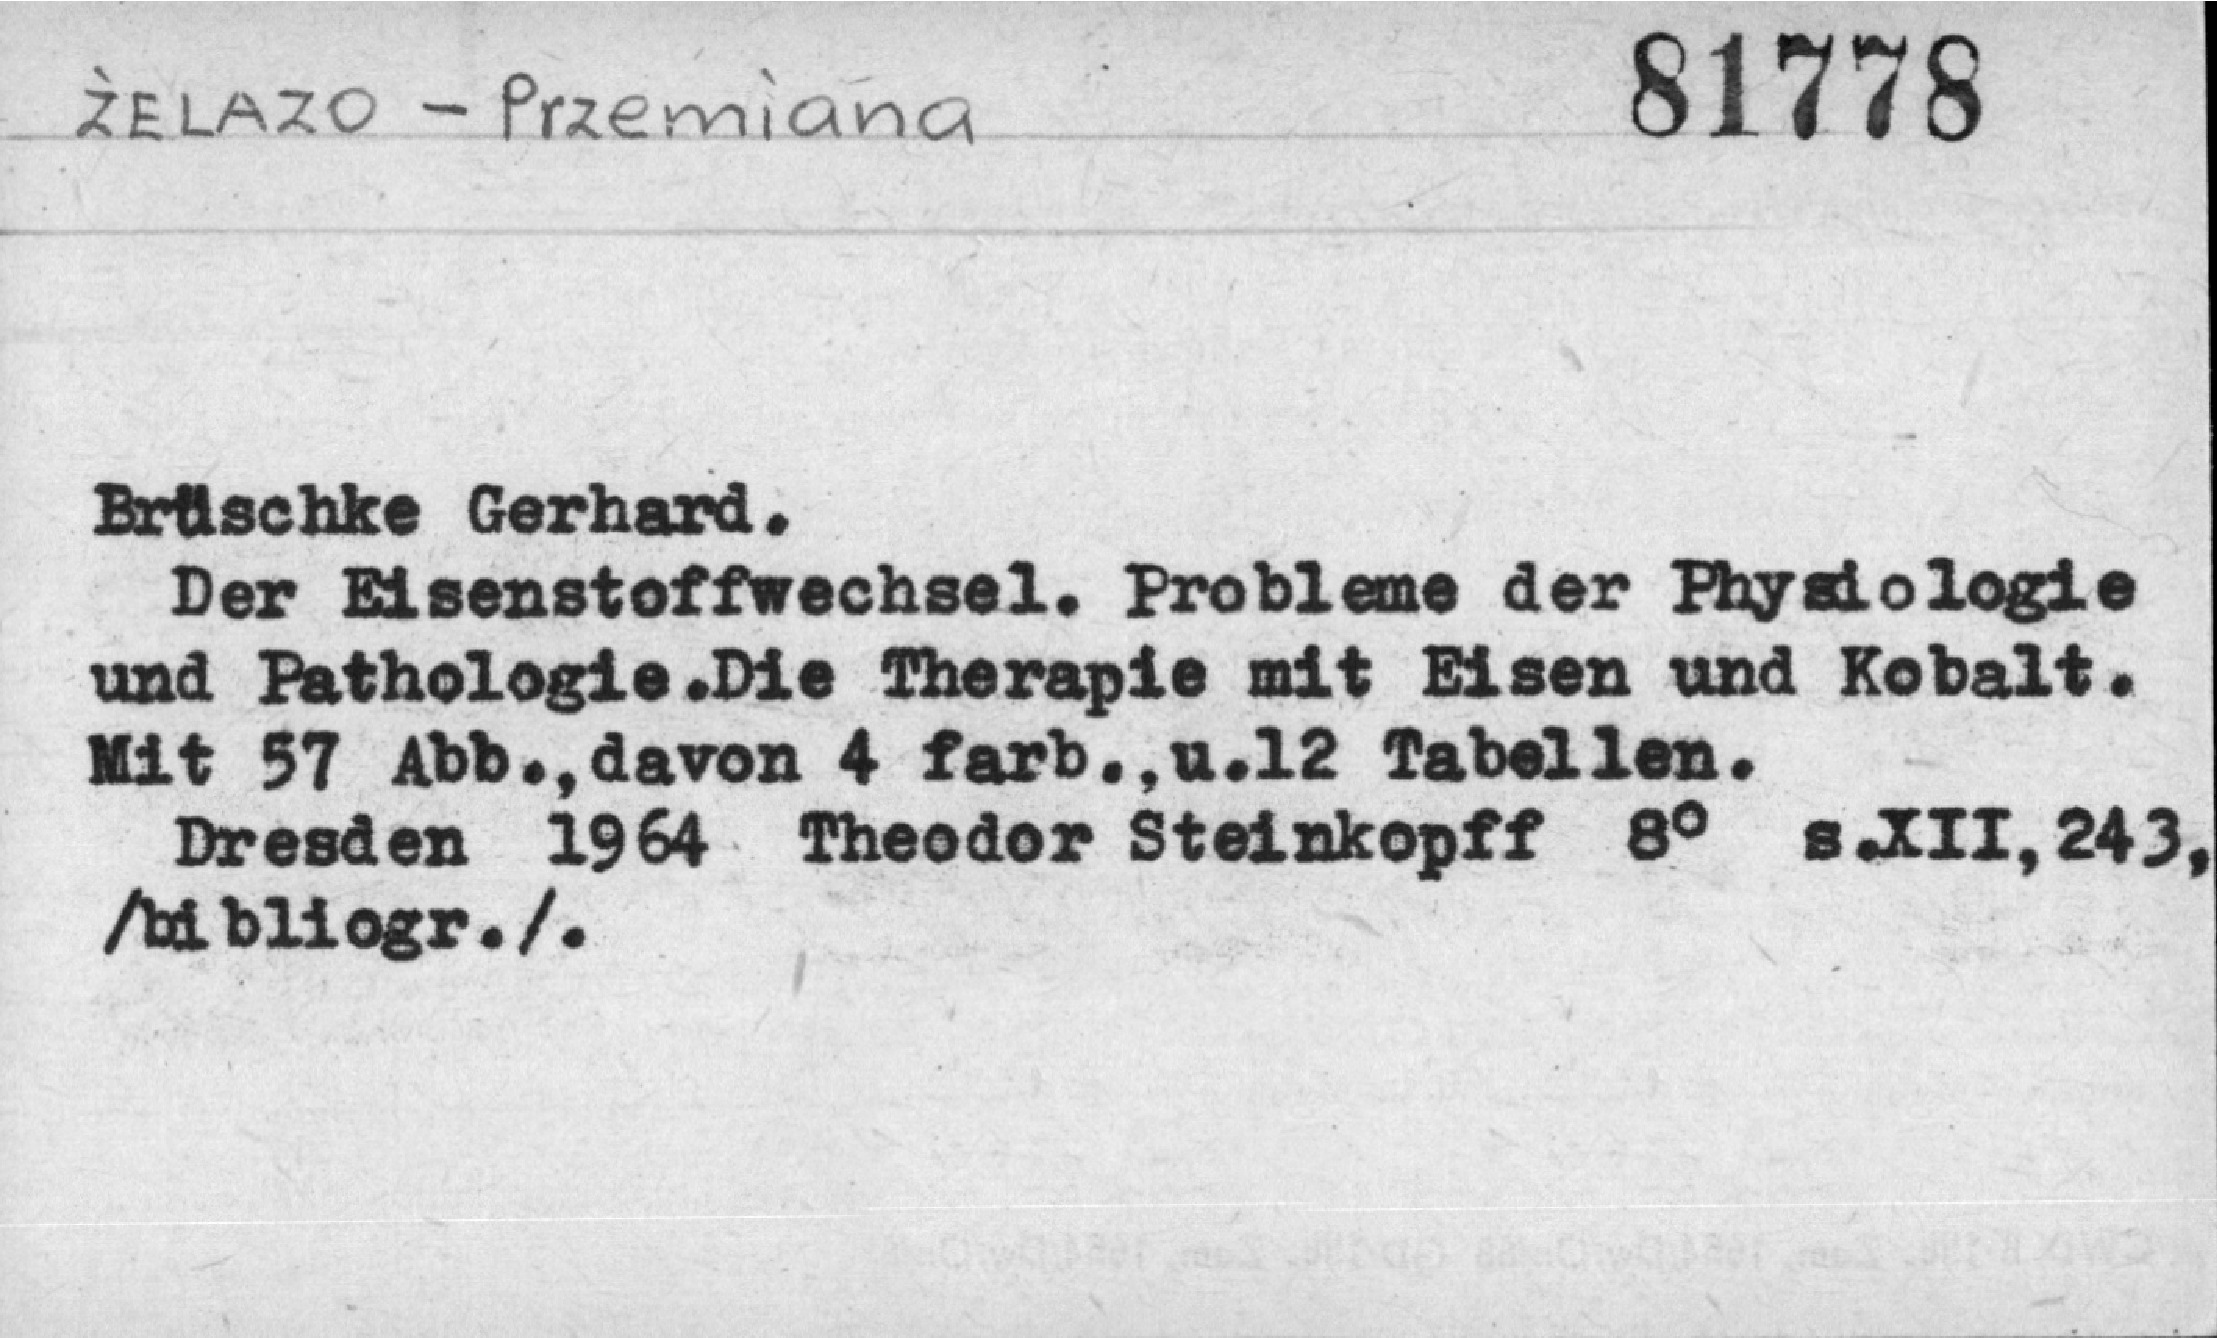 ŻELAZO - Przemiana 81778
Brüschke Gerhard.
Der Eisenstoffwechsel. Probleme der Physiologie
und Pathologie.Die Therapie mit Eisen und Kobalt.
Mit 57 Abb.,davon 4 farb.,u.12 Tabellen.
Dresden 1964 Theodor Steinkopff 8° s.XII,243,
/bibliogr./.